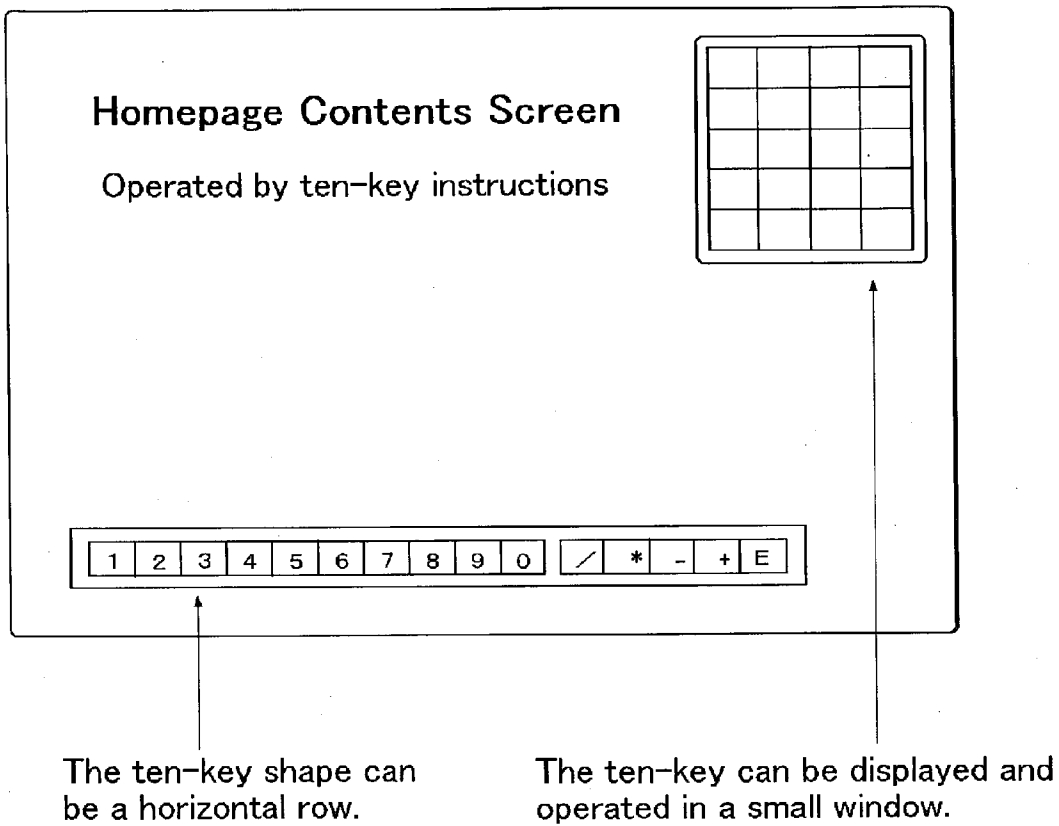 Homepage Contents Screen
Operated by ten-key instructions
1 2 3 4 5 6 7 8 9 0 / * - + E
The ten-key shape can
be a horizontal row.
The ten-key can be displayed and
operated in a small window.